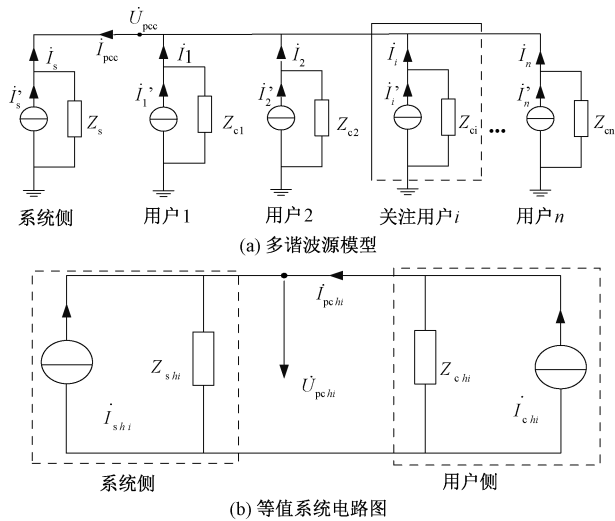 U̇pcc
İpcc
İs İ1 İ2 İi İn
İ's İ1' İ2' İi' İ'n
Zs Zc1 Zc2 Zci ••• Zcn
系统侧 用户1 用户2 关注用户i 用户n
(a) 多谐波源模型
İpchi
Zshi U̇pchi Zchi
İshi İchi
系统侧 用户侧
(b) 等值系统电路图